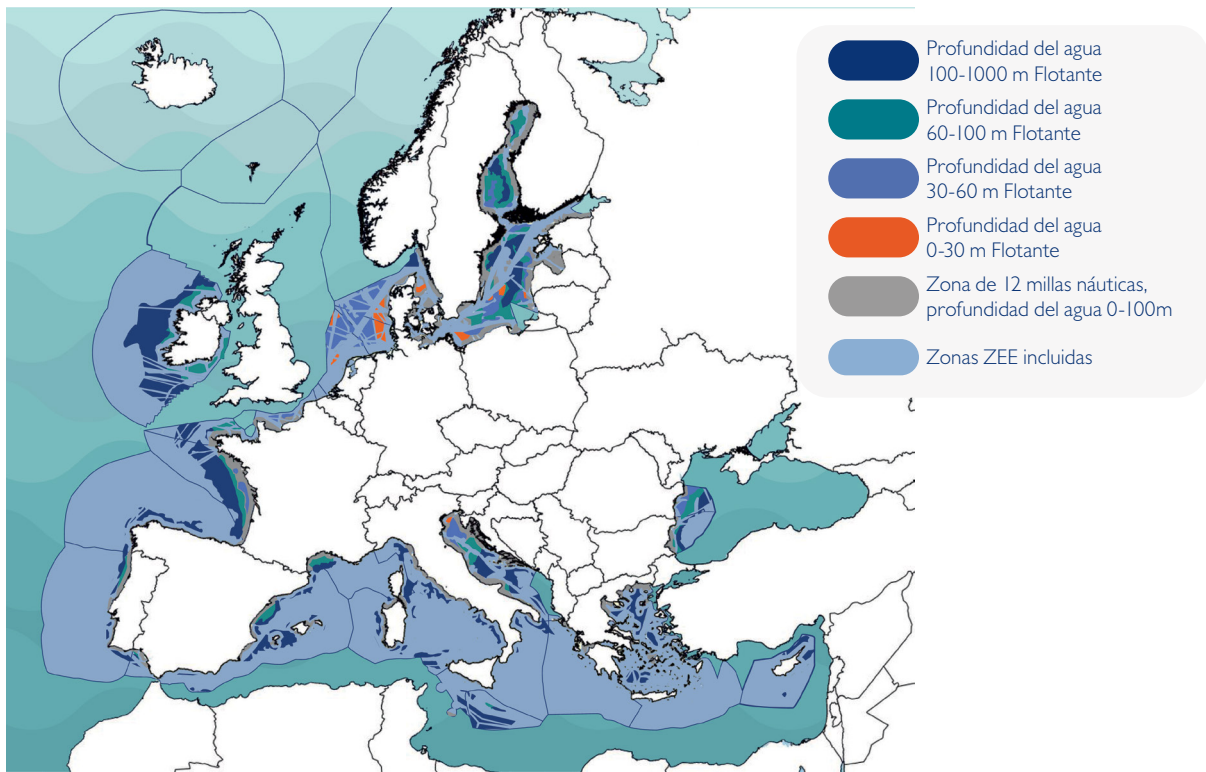 Profundidad del agua
100-1000 m Flotante
Profundidad del agua
60-100 m Flotante
Profundidad del agua
30-60 m Flotante
Profundidad del agua
0-30 m Flotante
Zona de 12 millas náuticas,
profundidad del agua 0-100m
Zonas ZEE incluidas